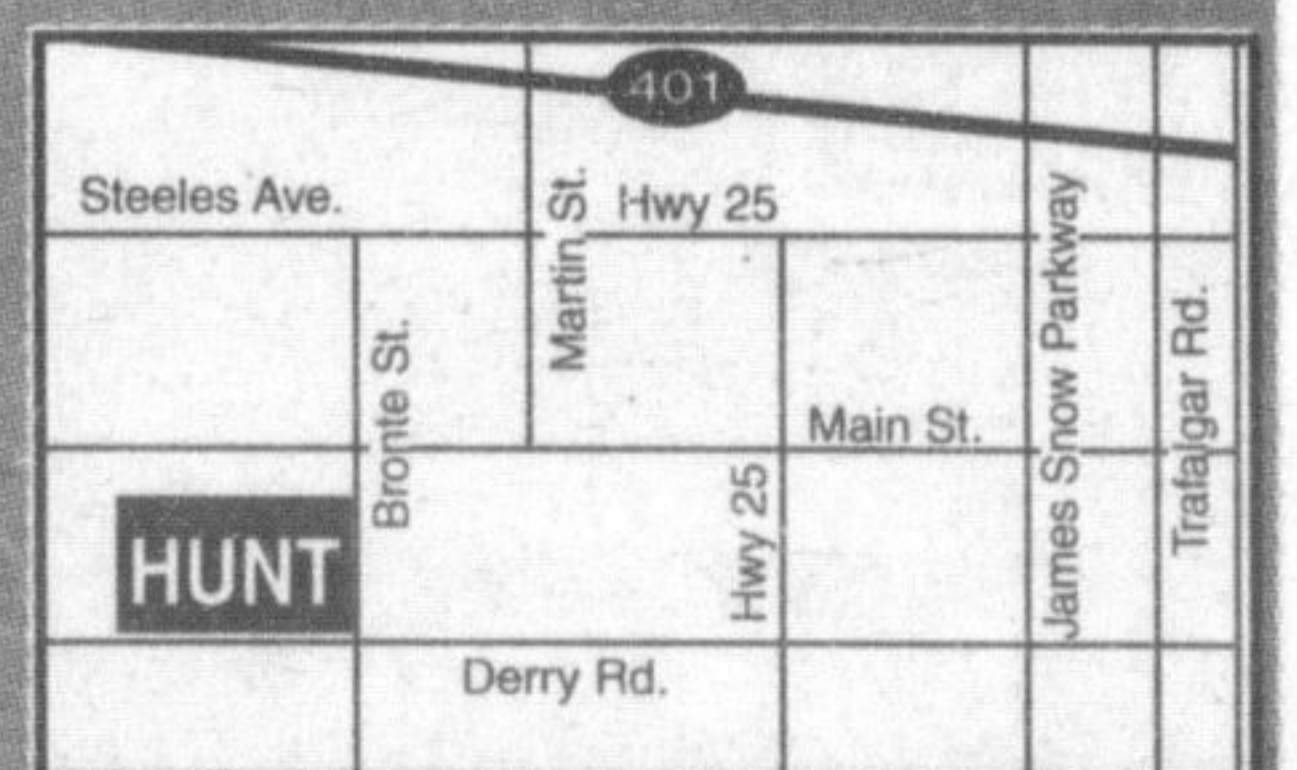 401
Steeles Ave.
Martin St.
Hwy 25
Bronte St.
Main St.
James Snow Parkway
Trafalgar Rd.
HUNT
Hwy 25
Derry Rd.